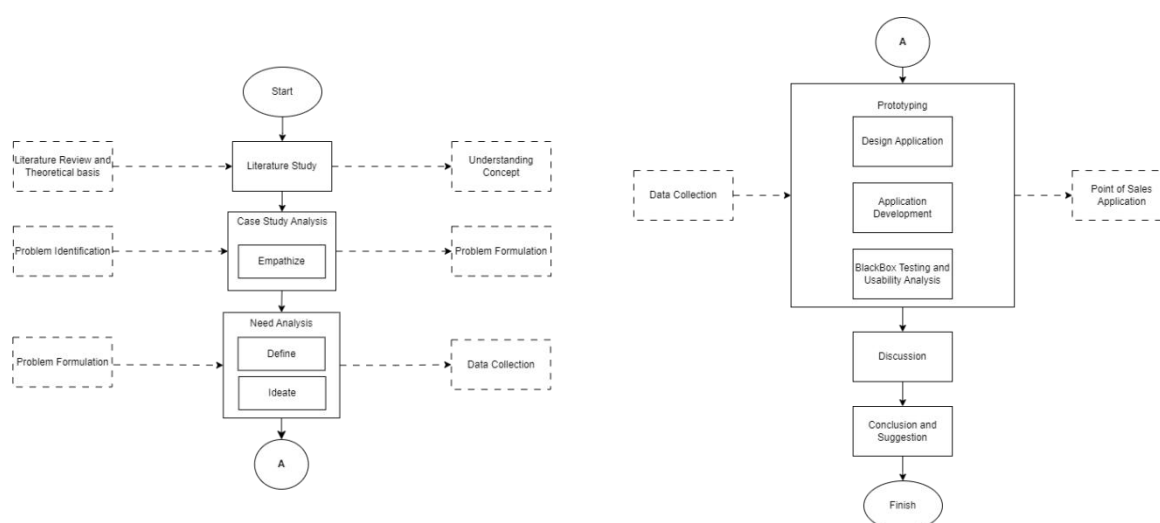 Start
Literature Review and
Theoretical basis
Literature Study
Understanding
Concept
Case Study Analysis
Problem Identification
Empathize
Problem Formulation
Need Analysis
Define
Problem Formulation
Data Collection
Ideate
A
A
Prototyping
Design Application
Data Collection
Application
Development
Point of Sales
Application
BlackBox Testing and
Usability Analysis
Discussion
Conclusion and
Suggestion
Finish